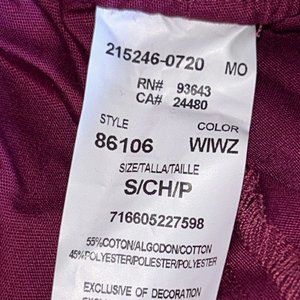 215246-0720 MO
RN# 93643
CA# 24480
STYLE COLOR
86106 WIWZ
SIZE/TALLA/TAILLE
S/CH/P
716605227598
55%COTON/ALGODON/COTTON
45%POLYESTER/POLIESTER/POLYESTER
EXCLUSIVE OF DECORATION